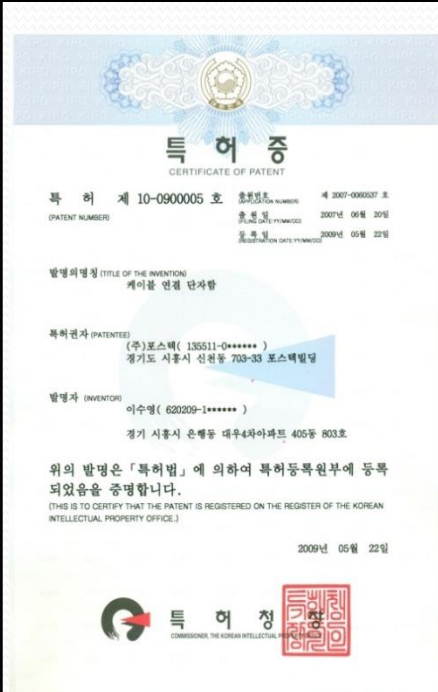 특 허 증
CERTIFICATE OF PATENT
특 허 제 10-0900005 호
(PATENT NUMBER)
출원번호 (APPLICATION NUMBER) 제 2007-0060537 호
출 원 일 (FILING DATE:YY/MM/DD) 2007년 06월 20일
등 록 일 (REGISTRATION DATE:YY/MM/DD) 2009년 05월 22일
발명의명칭 (TITLE OF THE INVENTION)
케이블 연결 단자함
특허권자 (PATENTEE)
(주)포스텍( 135511-0****** )
경기도 시흥시 신천동 703-33 포스텍빌딩
발명자 (INVENTOR)
이수영( 620209-1****** )
경기 시흥시 은행동 대우4차아파트 405동 803호
위의 발명은 「특허법」에 의하여 특허등록원부에 등록
되었음을 증명합니다.
(THIS IS TO CERTIFY THAT THE PATENT IS REGISTERED ON THE REGISTER OF THE KOREAN
INTELLECTUAL PROPERTY OFFICE.)
2009년 05월 22일
특 허 청
COMMISSIONER, THE KOREAN INTELLECTUAL